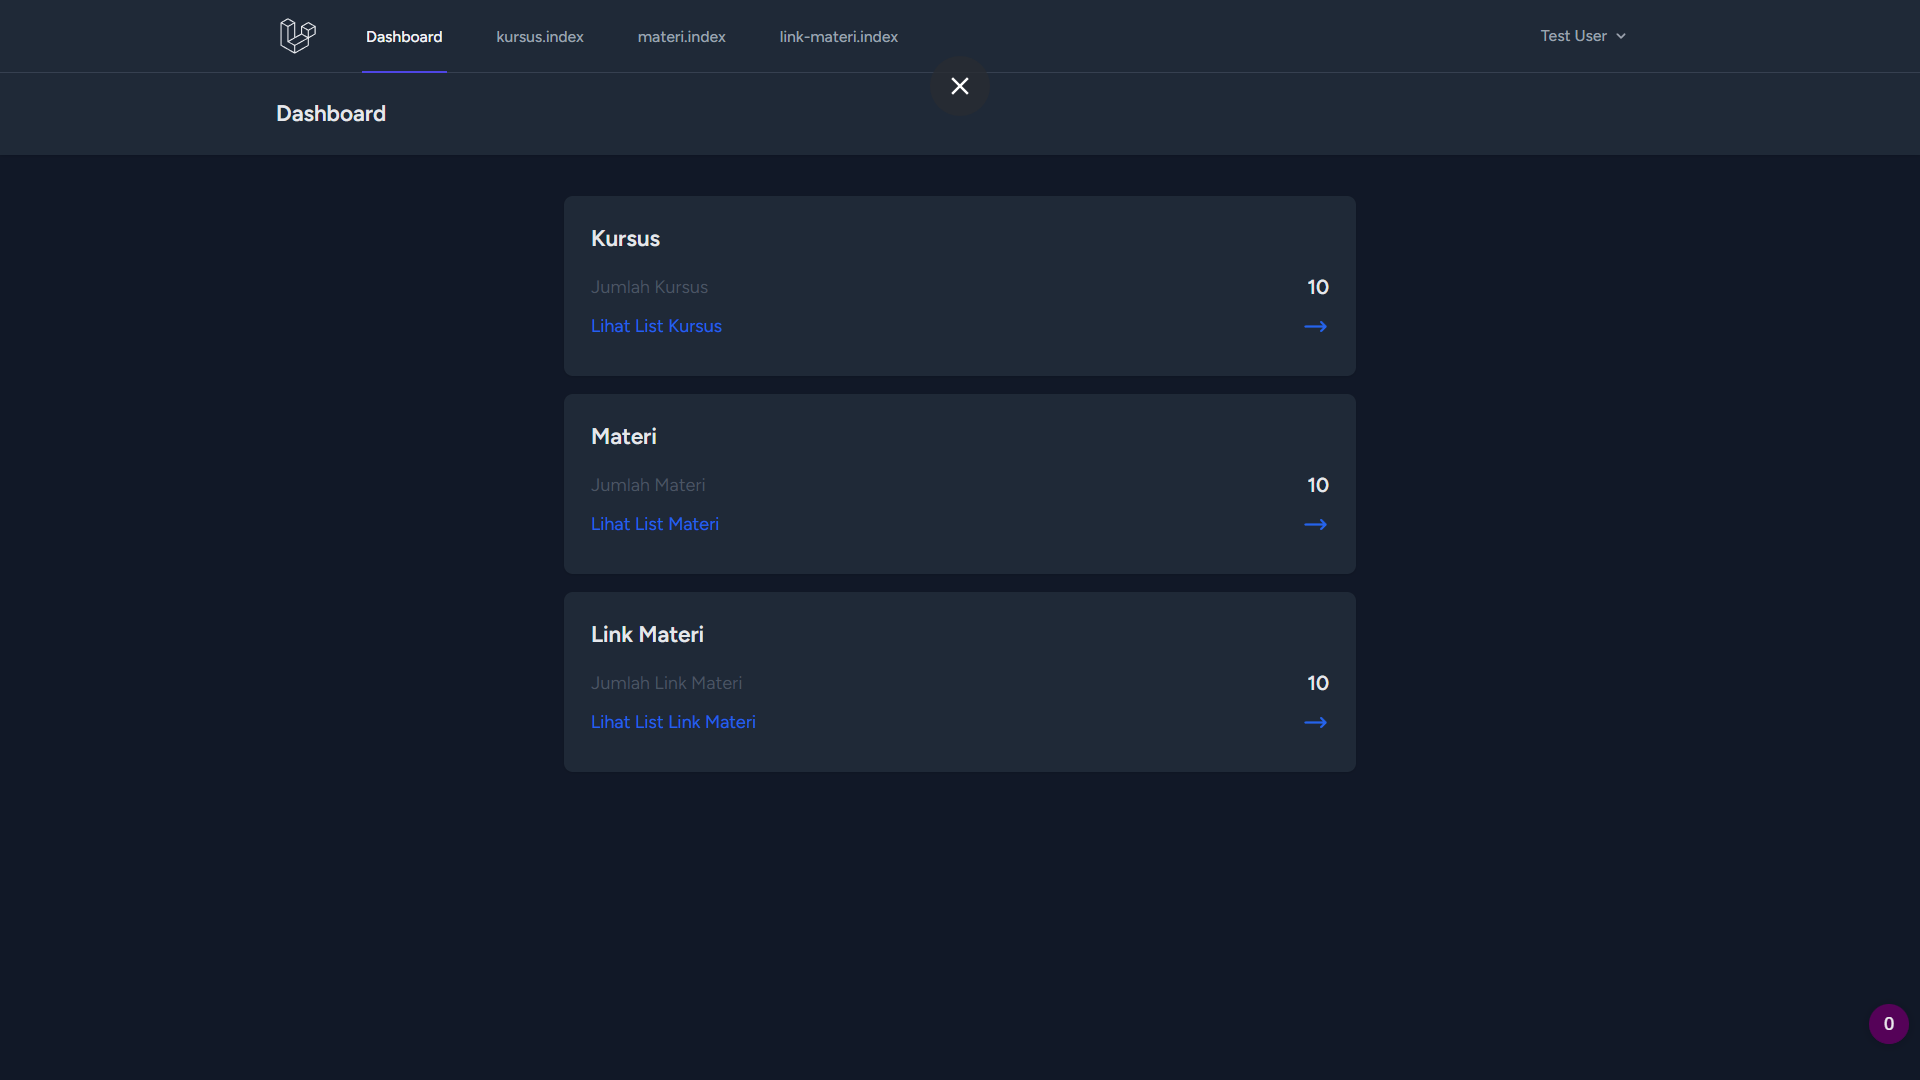 Dashboard
kursus.index
materi.index
link-materi.index
Test User
Dashboard
Kursus
Jumlah Kursus 10
Lihat List Kursus
Materi
Jumlah Materi 10
Lihat List Materi
Link Materi
Jumlah Link Materi 10
Lihat List Link Materi
0